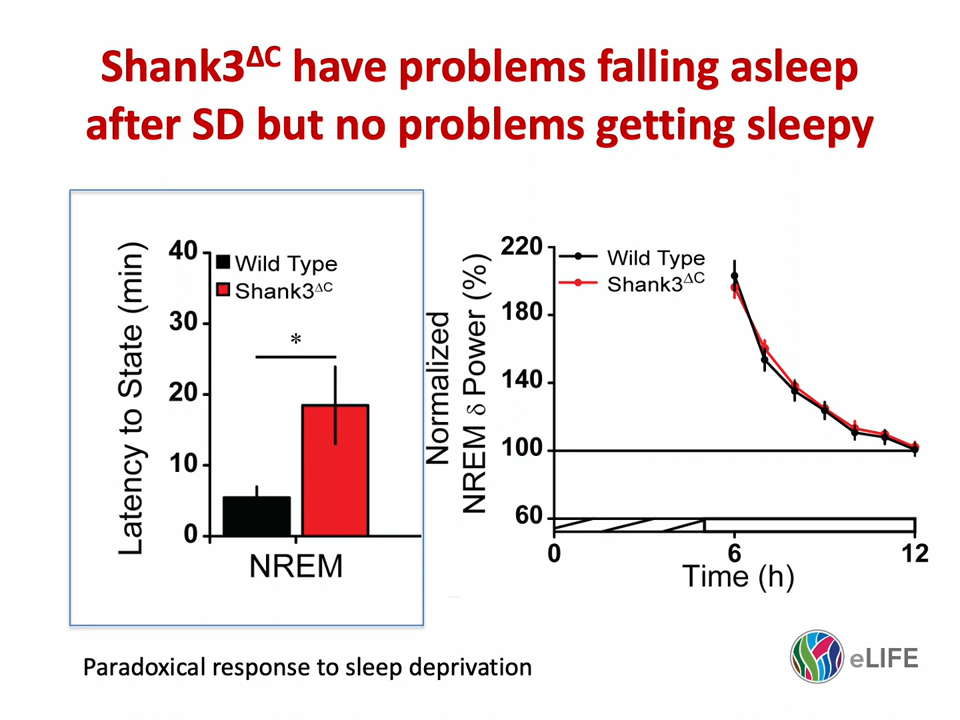 Shank3ΔC have problems falling asleep
after SD but no problems getting sleepy
Latency to State (min)
40
30
20
10
0
Wild Type
Shank3ΔC
*
NREM
Normalized
NREM δ Power (%)
220
180
140
100
60
Wild Type
Shank3ΔC
0
6
12
Time (h)
Paradoxical response to sleep deprivation
eLIFE